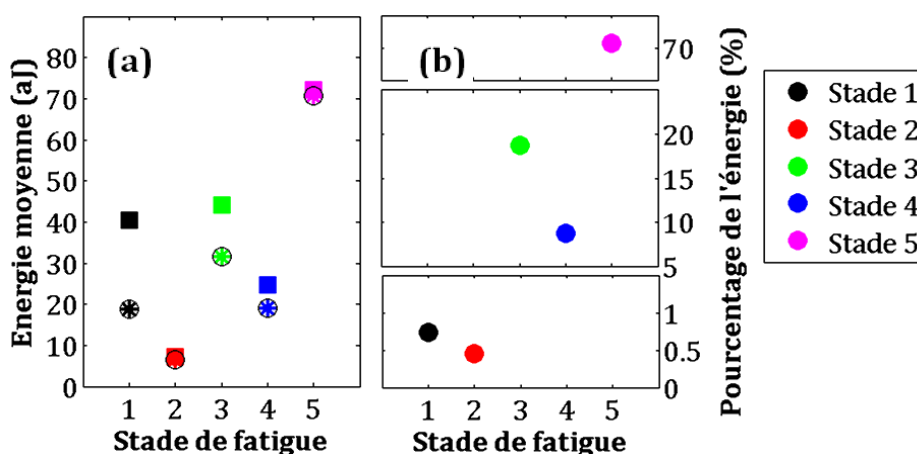 (a)
Energie moyenne (aJ)
80
70
60
50
40
30
20
10
0
1 2 3 4 5
Stade de fatigue
(b)
Pourcentage de l'énergie (%)
70
20
15
10
5
1
0.5
0
1 2 3 4 5
Stade de fatigue
Stade 1
Stade 2
Stade 3
Stade 4
Stade 5